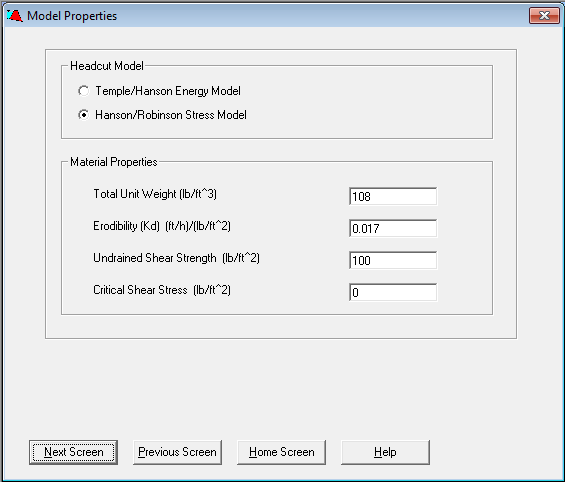 Model Properties
Headcut Model
Temple/Hanson Energy Model
Hanson/Robinson Stress Model
Material Properties
Total Unit Weight (lb/ft^3) 108
Erodibility (Kd) (ft/h)/(lb/ft^2) 0.017
Undrained Shear Strength (lb/ft^2) 100
Critical Shear Stress (lb/ft^2) 0
Next Screen Previous Screen Home Screen Help